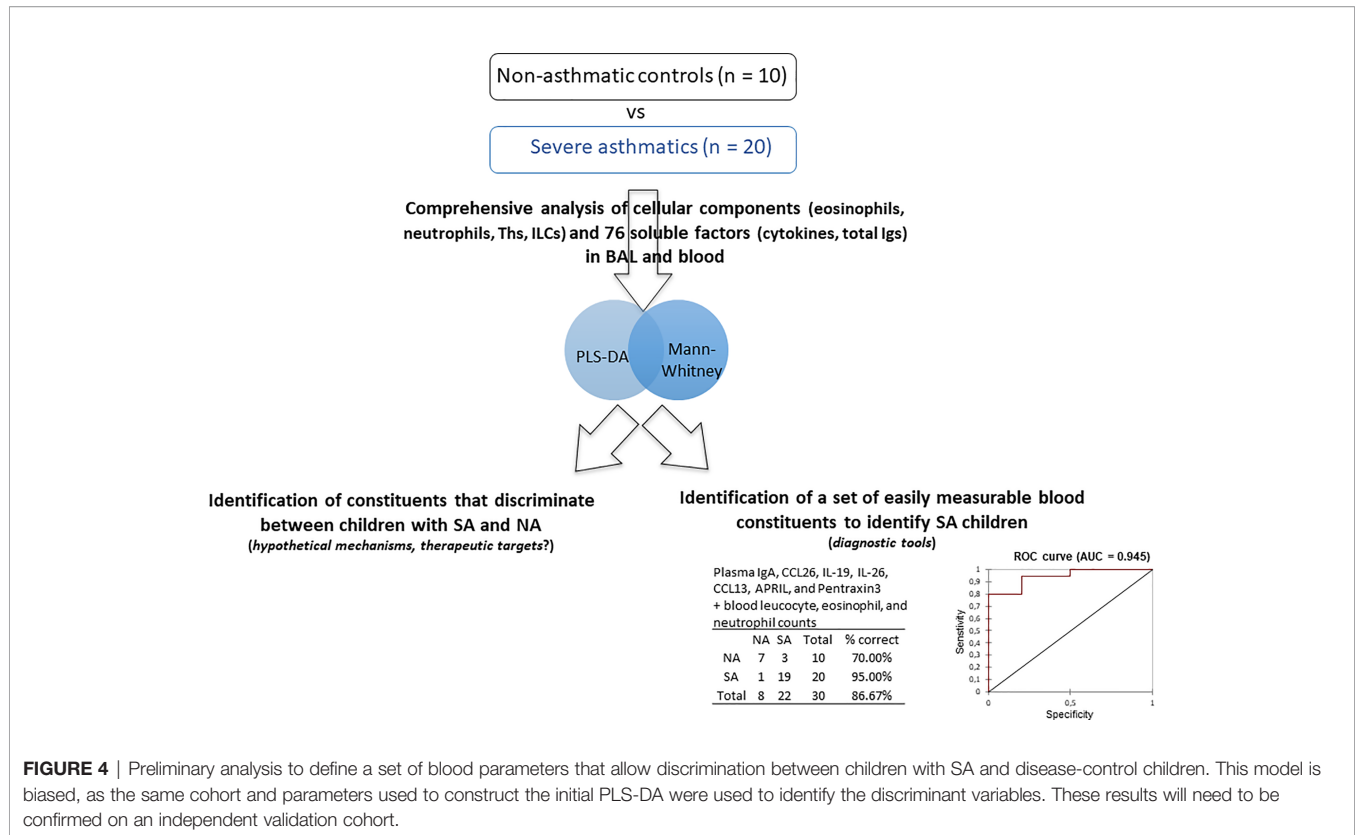 Non-asthmatic controls (n = 10)
vs
Severe asthmatics (n = 20)
Comprehensive analysis of cellular components (eosinophils,
neutrophils, Ths, ILCs) and 76 soluble factors (cytokines, total Igs)
in BAL and blood
PLS-DA
Mann-
Whitney
Identification of constituents that discriminate
between children with SA and NA
(hypothetical mechanisms, therapeutic targets?)
Identification of a set of easily measurable blood
constituents to identify SA children
(diagnostic tools)
Plasma IgA, CCL26, IL-19, IL-26,
CCL13, APRIL, and Pentraxin3
+ blood leucocyte, eosinophil, and
neutrophil counts
NA SA Total % correct
NA 7 3 10 70.00%
SA 1 19 20 95.00%
Total 8 22 30 86.67%
ROC curve (AUC = 0.945)
1
0,9
0,8
0,7
0,6
0,5
0,4
0,3
0,2
0,1
0
Senstivity
0 0,5 1
Specificity
FIGURE 4 | Preliminary analysis to define a set of blood parameters that allow discrimination between children with SA and disease-control children. This model is
biased, as the same cohort and parameters used to construct the initial PLS-DA were used to identify the discriminant variables. These results will need to be
confirmed on an independent validation cohort.